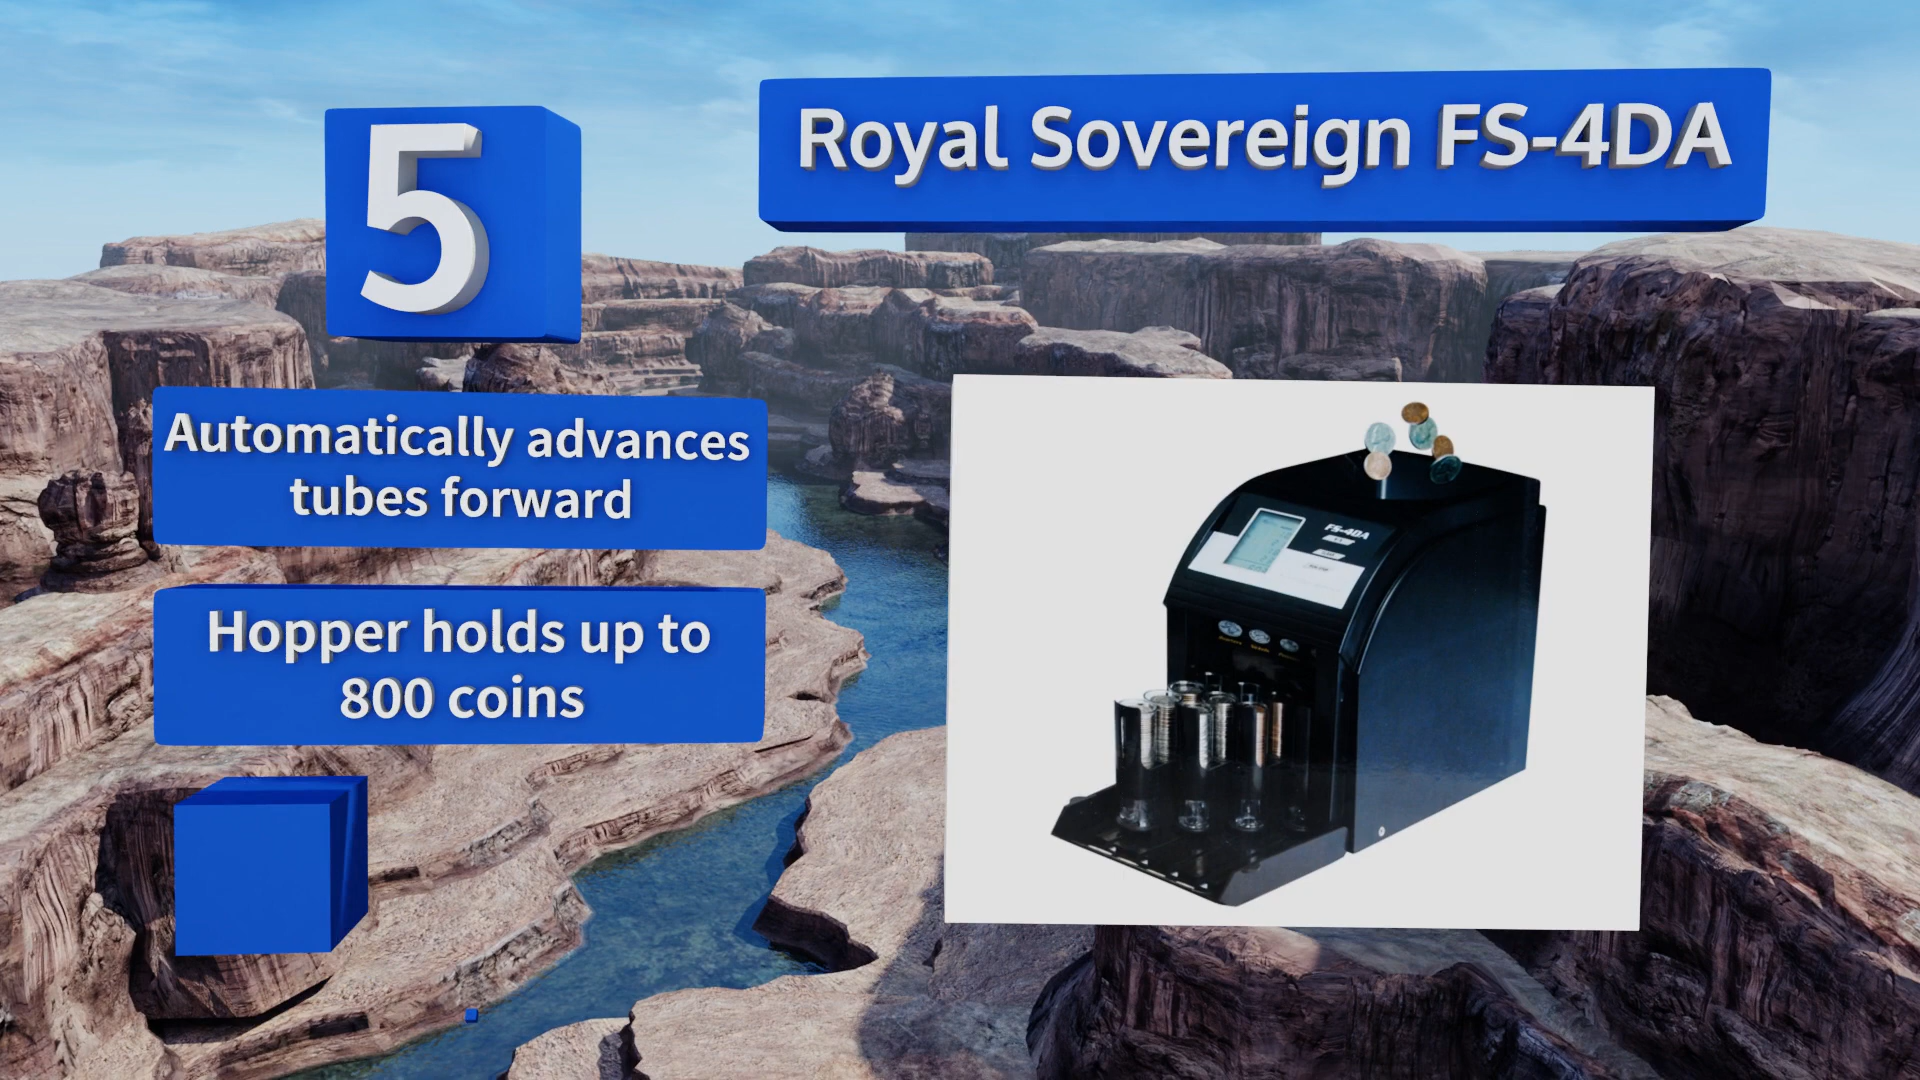 5
Royal Sovereign FS-4DA
Automatically advances
tubes forward
Hopper holds up to
800 coins
FS-4DA